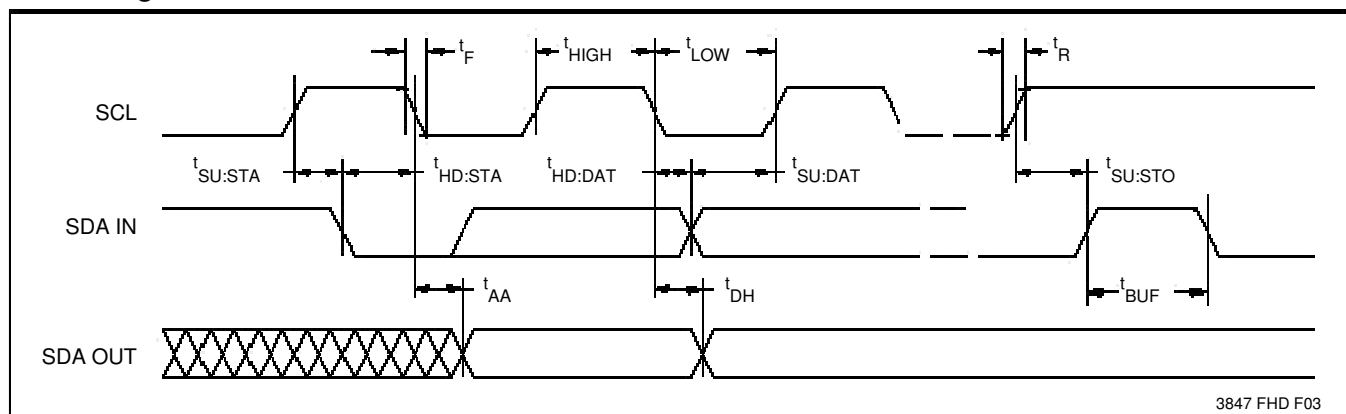 tF
tHIGH
tLOW
tR
SCL
tSU:STA
tHD:STA
tHD:DAT
tSU:DAT
tSU:STO
SDA IN
tAA
tDH
tBUF
SDA OUT
3847 FHD F03